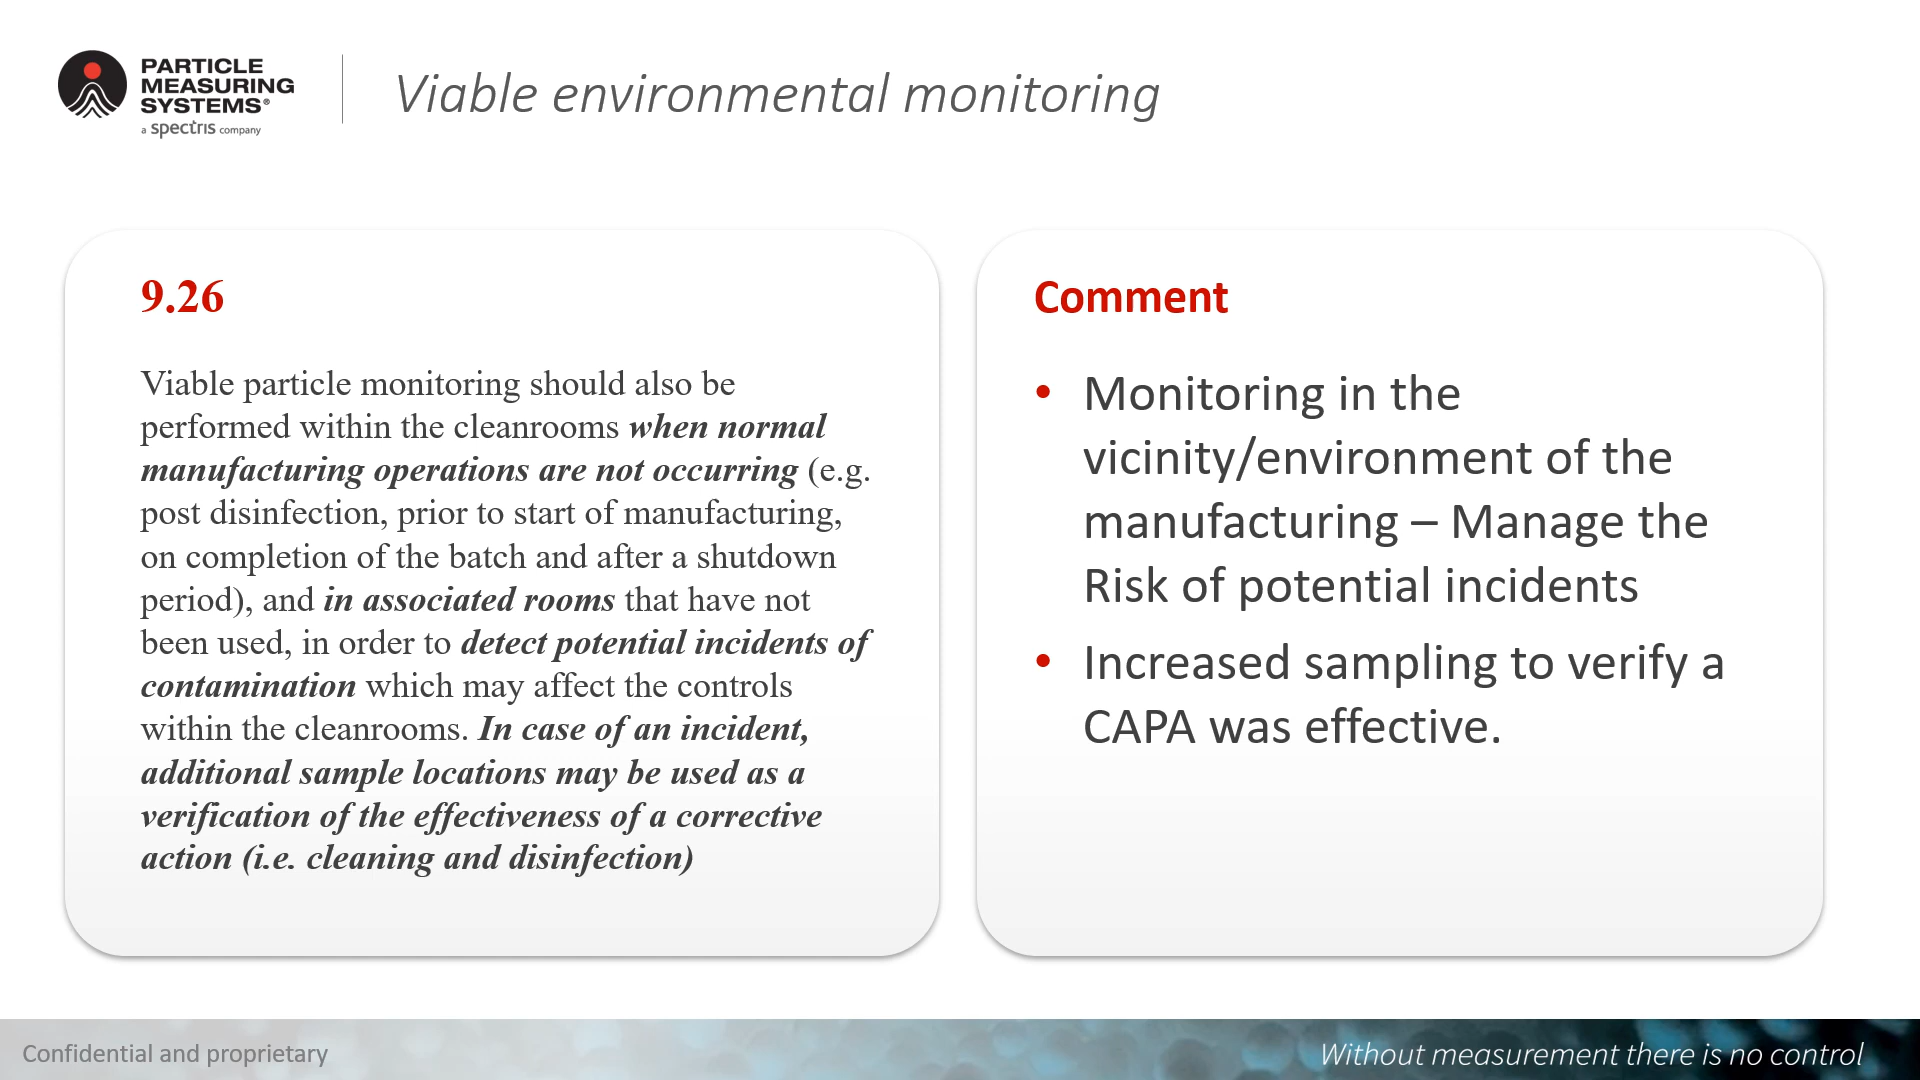 PARTICLE
MEASURING
SYSTEMS®
a spectris company
Viable environmental monitoring
9.26
Viable particle monitoring should also be
performed within the cleanrooms when normal
manufacturing operations are not occurring (e.g.
post disinfection, prior to start of manufacturing,
on completion of the batch and after a shutdown
period), and in associated rooms that have not
been used, in order to detect potential incidents of
contamination which may affect the controls
within the cleanrooms. In case of an incident,
additional sample locations may be used as a
verification of the effectiveness of a corrective
action (i.e. cleaning and disinfection)
Comment
• Monitoring in the
vicinity/environment of the
manufacturing – Manage the
Risk of potential incidents
• Increased sampling to verify a
CAPA was effective.
Confidential and proprietary
Without measurement there is no control